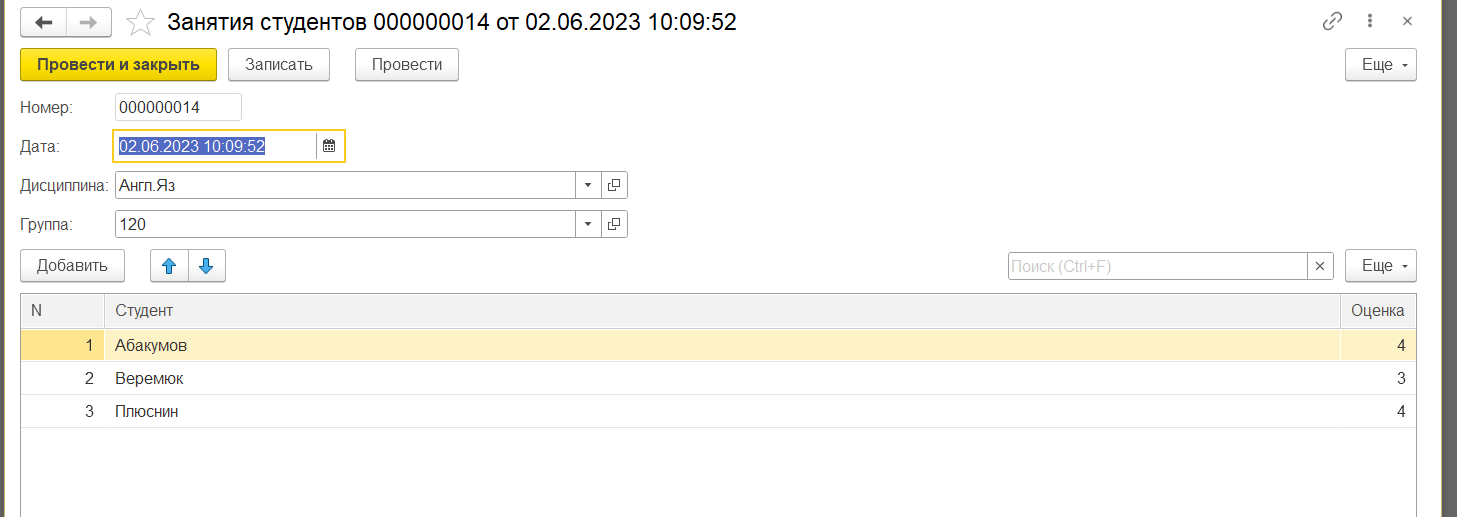 Занятия студентов 000000014 от 02.06.2023 10:09:52
Провести и закрыть Записать Провести Еще
Номер: 000000014
Дата: 02.06.2023 10:09:52
Дисциплина: Англ.Яз
Группа: 120
Добавить Поиск (Ctrl+F) Еще
N Студент Оценка
1 Абакумов 4
2 Веремюк 3
3 Плюснин 4